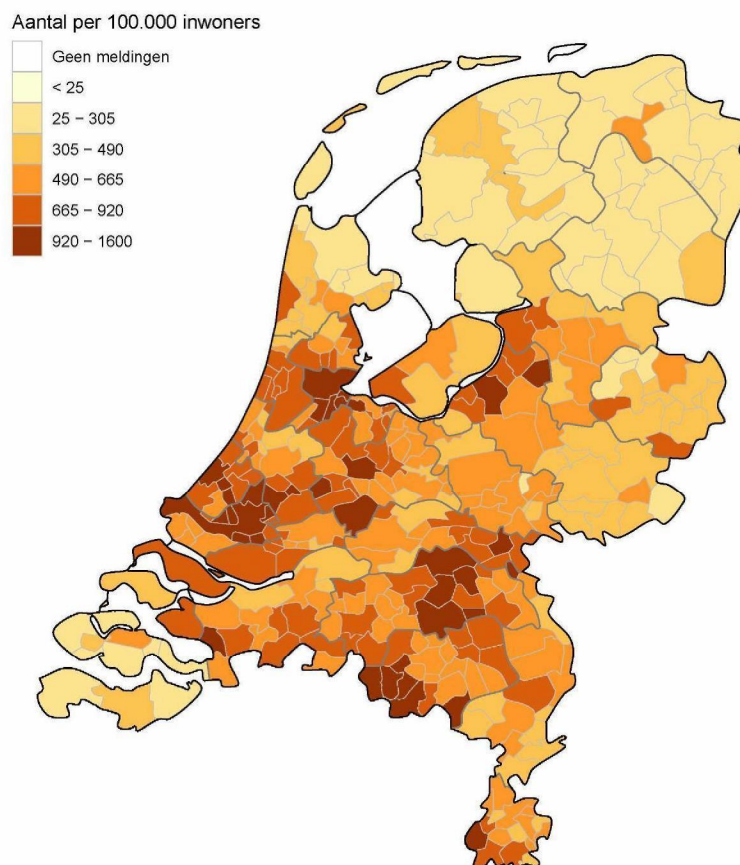 Aantal per 100.000 inwoners
Geen meldingen
< 25
25 – 305
305 – 490
490 – 665
665 – 920
920 – 1600